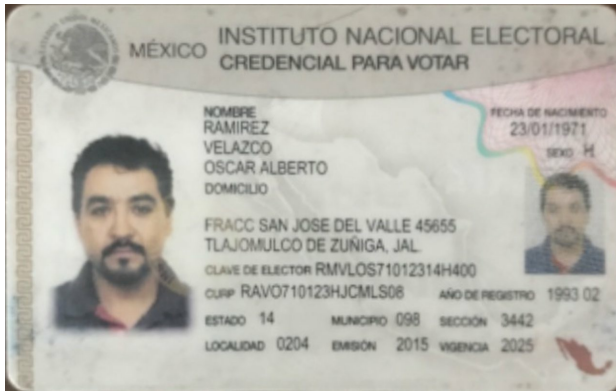 MÉXICO INSTITUTO NACIONAL ELECTORAL
CREDENCIAL PARA VOTAR
NOMBRE
RAMIREZ
VELAZCO
OSCAR ALBERTO
FECHA DE NACIMIENTO
23/01/1971
SEXO H
DOMICILIO
FRACC SAN JOSE DEL VALLE 45655
TLAJOMULCO DE ZUÑIGA, JAL.
CLAVE DE ELECTOR RMVLOS71012314H400
CURP RAVO710123HJCMLS08 AÑO DE REGISTRO 1993 02
ESTADO 14 MUNICIPIO 098 SECCIÓN 3442
LOCALIDAD 0204 EMISIÓN 2015 VIGENCIA 2025